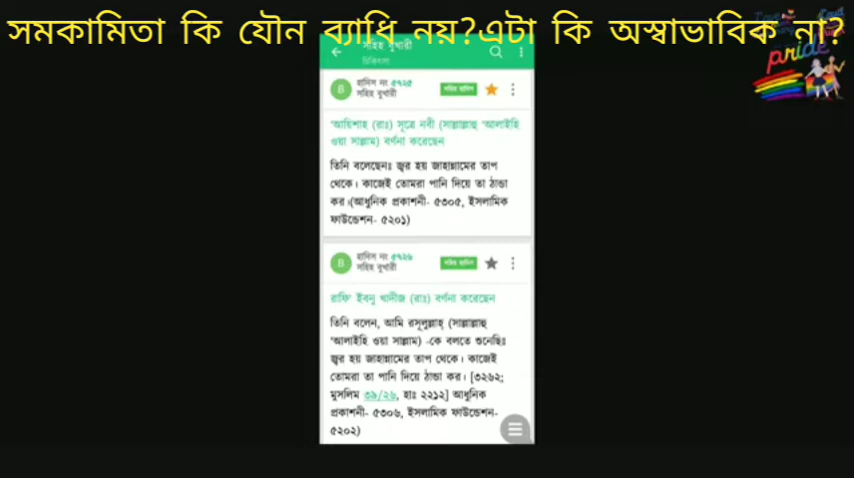 সমকামিতা কি যৌন ব্যাধি নয়?এটা কি অস্বাভাবিক না?
সহিহ বুখারী
চিকিৎসা
B
হাদিস নং ৫৭২৫
সহিহ বুখারী
সহিহ হাদিস
'আয়িশাহ (রাঃ) সূত্রে নবী (সাল্লাল্লাহু 'আলাইহি
ওয়া সাল্লাম) বর্ণনা করেছেন
তিনি বলেছেনঃ জ্বর হয় জাহান্নামের তাপ
থেকে। কাজেই তোমরা পানি দিয়ে তা ঠান্ডা
কর।(আধুনিক প্রকাশনী- ৫৩০৫, ইসলামিক
ফাউন্ডেশন- ৫২০১)
B
হাদিস নং ৫৭২৬
সহিহ বুখারী
সহিহ হাদিস
রাফি' ইবনু খাদীজ (রাঃ) বর্ণনা করেছেন
তিনি বলেন, আমি রসূলুল্লাহ্ (সাল্লাল্লাহু
'আলাইহি ওয়া সাল্লাম) -কে বলতে শুনেছিঃ
জ্বর হয় জাহান্নামের তাপ থেকে। কাজেই
তোমরা তা পানি দিয়ে ঠান্ডা কর। [৩২৬২;
মুসলিম ৩৯/২৬, হাঃ ২২১২] আধুনিক
প্রকাশনী- ৫৩০৬, ইসলামিক ফাউন্ডেশন-
৫২০২)
pride